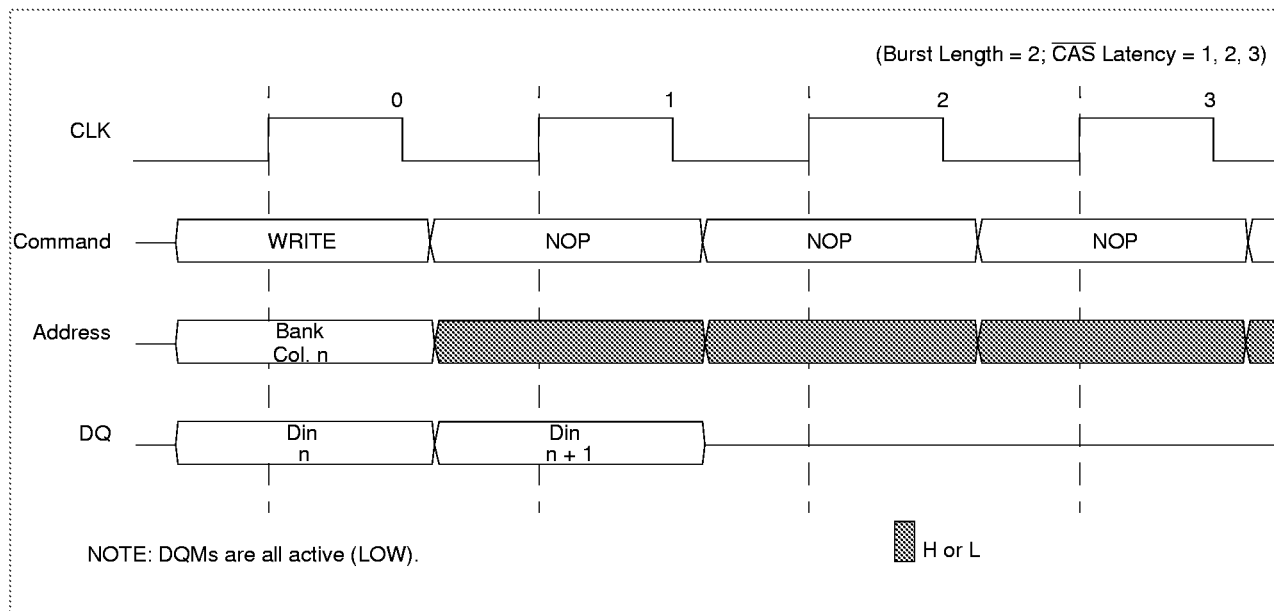 (Burst Length = 2; CAS Latency = 1, 2, 3)
0 1 2 3
CLK
Command WRITE NOP NOP NOP
Address Bank
Col. n
DQ Din Din
n n + 1
NOTE: DQMs are all active (LOW). H or L